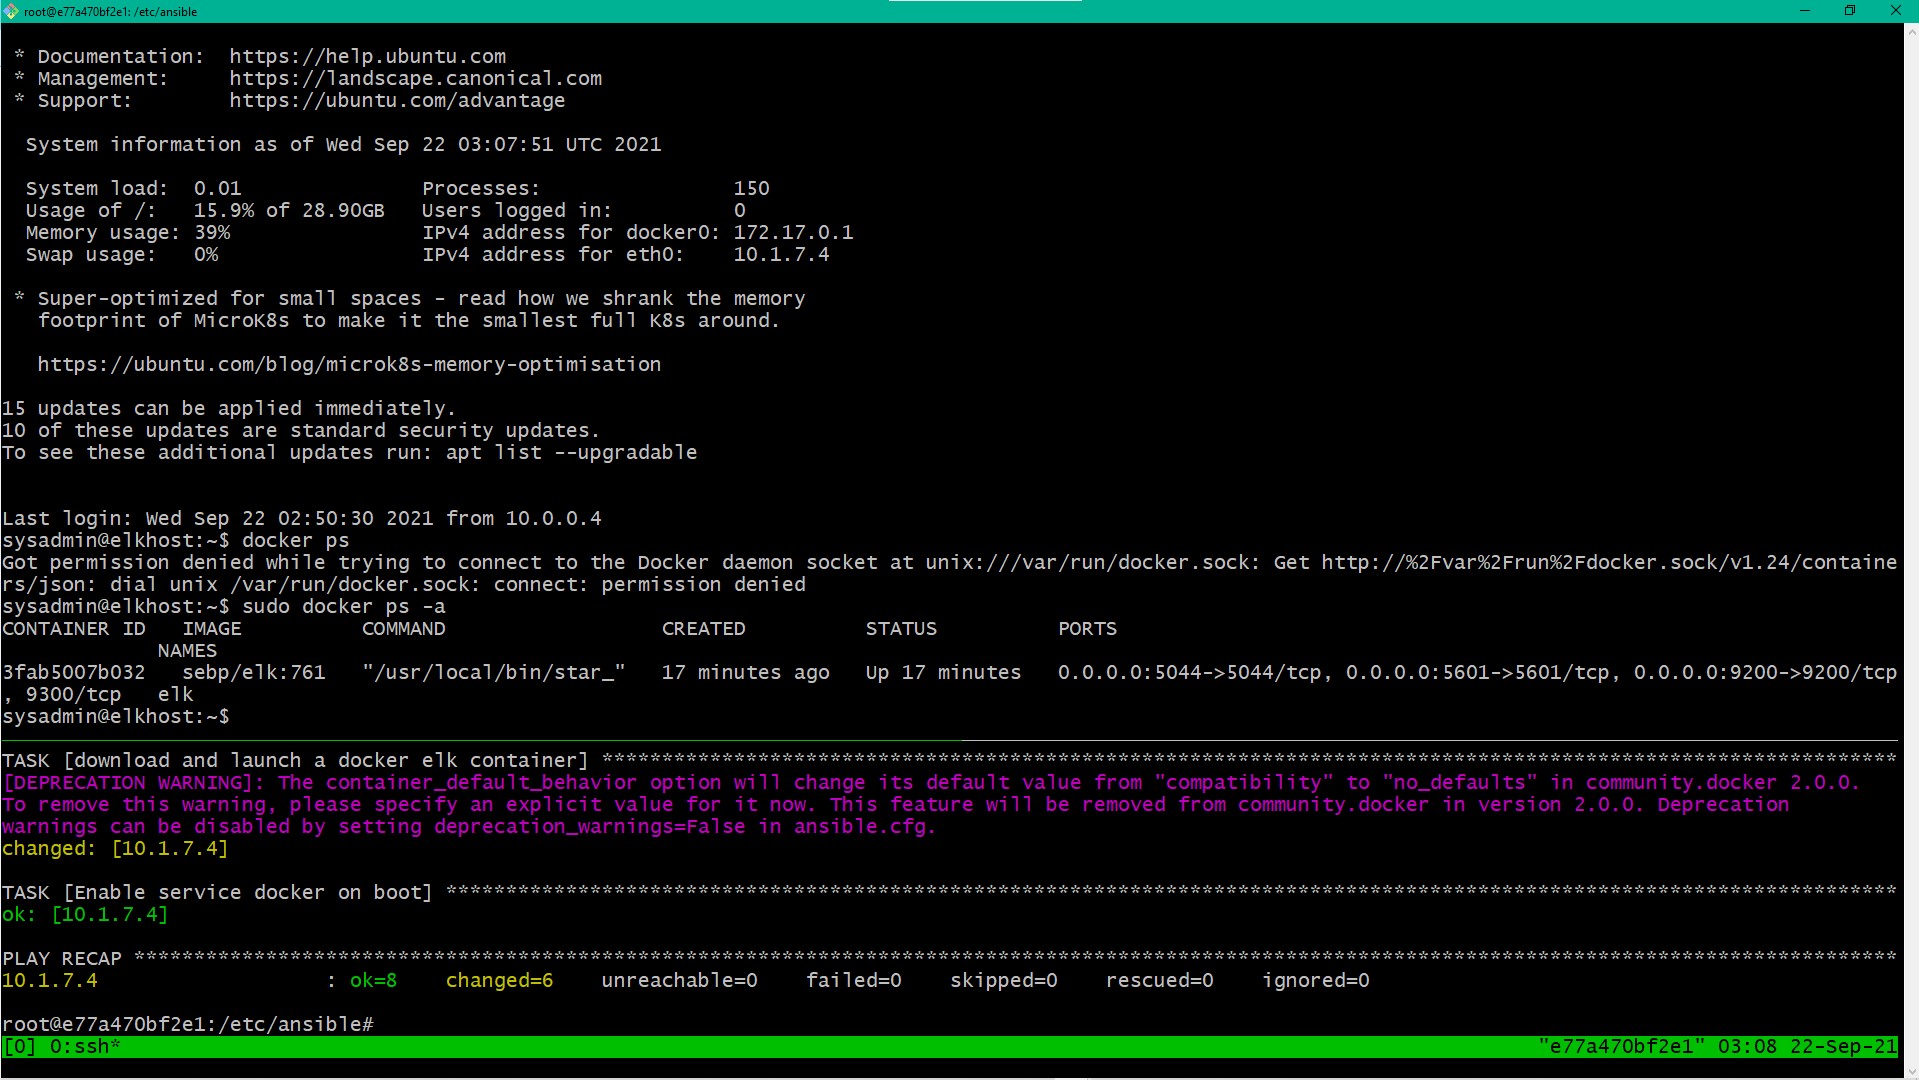 root@e77a470bf2e1: /etc/ansible
* Documentation:  https://help.ubuntu.com
* Management:     https://landscape.canonical.com
* Support:        https://ubuntu.com/advantage
System information as of Wed Sep 22 03:07:51 UTC 2021
System load:  0.01               Processes:                150
Usage of /:   15.9% of 28.90GB   Users logged in:          0
Memory usage: 39%                IPv4 address for docker0: 172.17.0.1
Swap usage:   0%                 IPv4 address for eth0:    10.1.7.4
* Super-optimized for small spaces - read how we shrank the memory
footprint of MicroK8s to make it the smallest full K8s around.
https://ubuntu.com/blog/microk8s-memory-optimisation
15 updates can be applied immediately.
10 of these updates are standard security updates.
To see these additional updates run: apt list --upgradable
Last login: Wed Sep 22 02:50:30 2021 from 10.0.0.4
sysadmin@elkhost:~$ docker ps
Got permission denied while trying to connect to the Docker daemon socket at unix:///var/run/docker.sock: Get http://%2Fvar%2Frun%2Fdocker.sock/v1.24/containe
rs/json: dial unix /var/run/docker.sock: connect: permission denied
sysadmin@elkhost:~$ sudo docker ps -a
CONTAINER ID   IMAGE          COMMAND                  CREATED          STATUS          PORTS
NAMES
3fab5007b032   sebp/elk:761   "/usr/local/bin/star_"   17 minutes ago   Up 17 minutes   0.0.0.0:5044->5044/tcp, 0.0.0.0:5601->5601/tcp, 0.0.0.0:9200->9200/tcp
, 9300/tcp   elk
sysadmin@elkhost:~$
TASK [download and launch a docker elk container] ************************************************************************************************************
[DEPRECATION WARNING]: The container_default_behavior option will change its default value from "compatibility" to "no_defaults" in community.docker 2.0.0.
To remove this warning, please specify an explicit value for it now. This feature will be removed from community.docker in version 2.0.0. Deprecation
warnings can be disabled by setting deprecation_warnings=False in ansible.cfg.
changed: [10.1.7.4]
TASK [Enable service docker on boot] *************************************************************************************************************************
ok: [10.1.7.4]
PLAY RECAP ***************************************************************************************************************************************************
10.1.7.4                   : ok=8    changed=6    unreachable=0    failed=0    skipped=0    rescued=0    ignored=0
root@e77a470bf2e1:/etc/ansible#
[0] 0:ssh*                    "e77a470bf2e1" 03:08 22-Sep-21